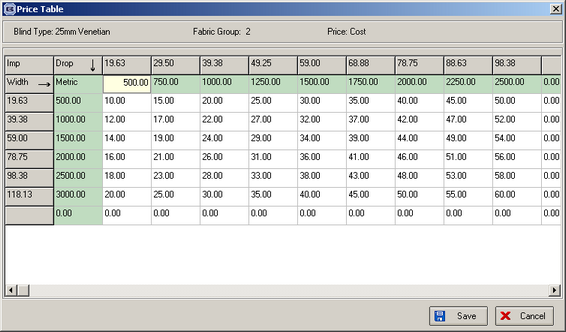 Price Table
Blind Type: 25mm Venetian Fabric Group: 2 Price: Cost
Imp Drop ↓ 19.63 29.50 39.38 49.25 59.00 68.88 78.75 88.63 98.38
Width → Metric 500.00 750.00 1000.00 1250.00 1500.00 1750.00 2000.00 2250.00 2500.00 0.00
19.63 500.00 10.00 15.00 20.00 25.00 30.00 35.00 40.00 45.00 50.00 0.00
39.38 1000.00 12.00 17.00 22.00 27.00 32.00 37.00 42.00 47.00 52.00 0.00
59.00 1500.00 14.00 19.00 24.00 29.00 34.00 39.00 44.00 49.00 54.00 0.00
78.75 2000.00 16.00 21.00 26.00 31.00 36.00 41.00 46.00 51.00 56.00 0.00
98.38 2500.00 18.00 23.00 28.00 33.00 38.00 43.00 48.00 53.00 58.00 0.00
118.13 3000.00 20.00 25.00 30.00 35.00 40.00 45.00 50.00 55.00 60.00 0.00
0.00 0.00 0.00 0.00 0.00 0.00 0.00 0.00 0.00 0.00 0.00
Save Cancel